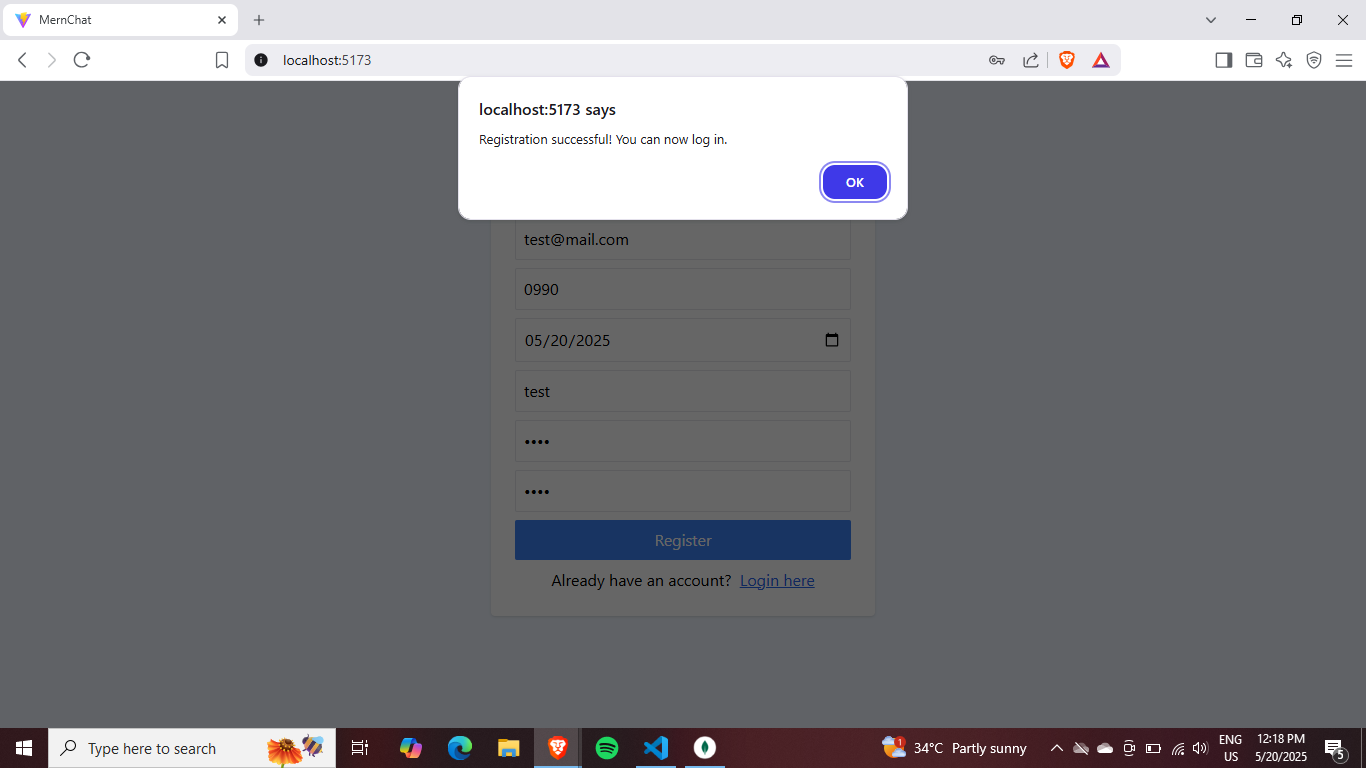 MernChat
localhost:5173
localhost:5173 says
Registration successful! You can now log in.
OK
test@mail.com
0990
05/20/2025
test
••••
••••
Register
Already have an account? Login here
Type here to search
1
34°C Partly sunny
ENG
US
12:18 PM
5/20/2025
5